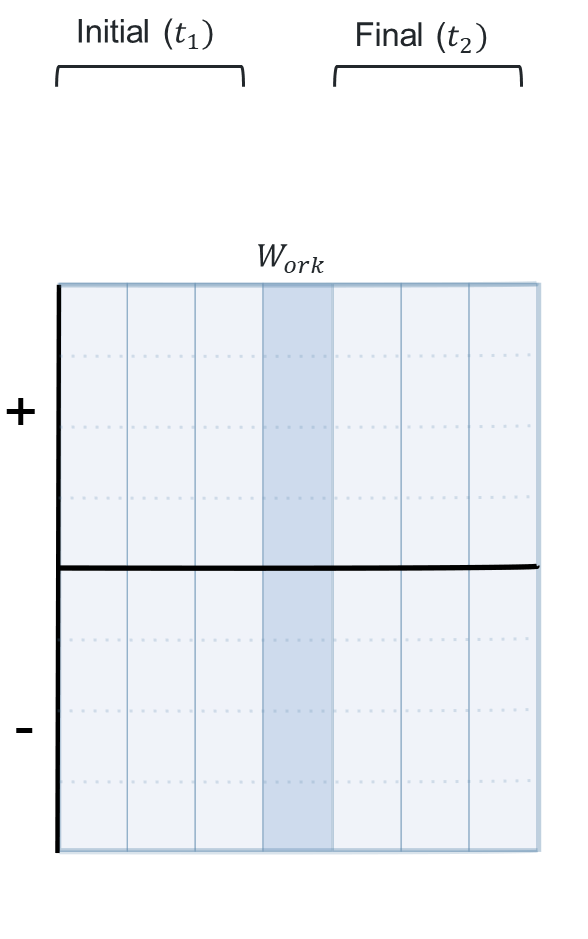 Initial (t₁)
Final (t₂)
Wₒᵣₖ
+
-